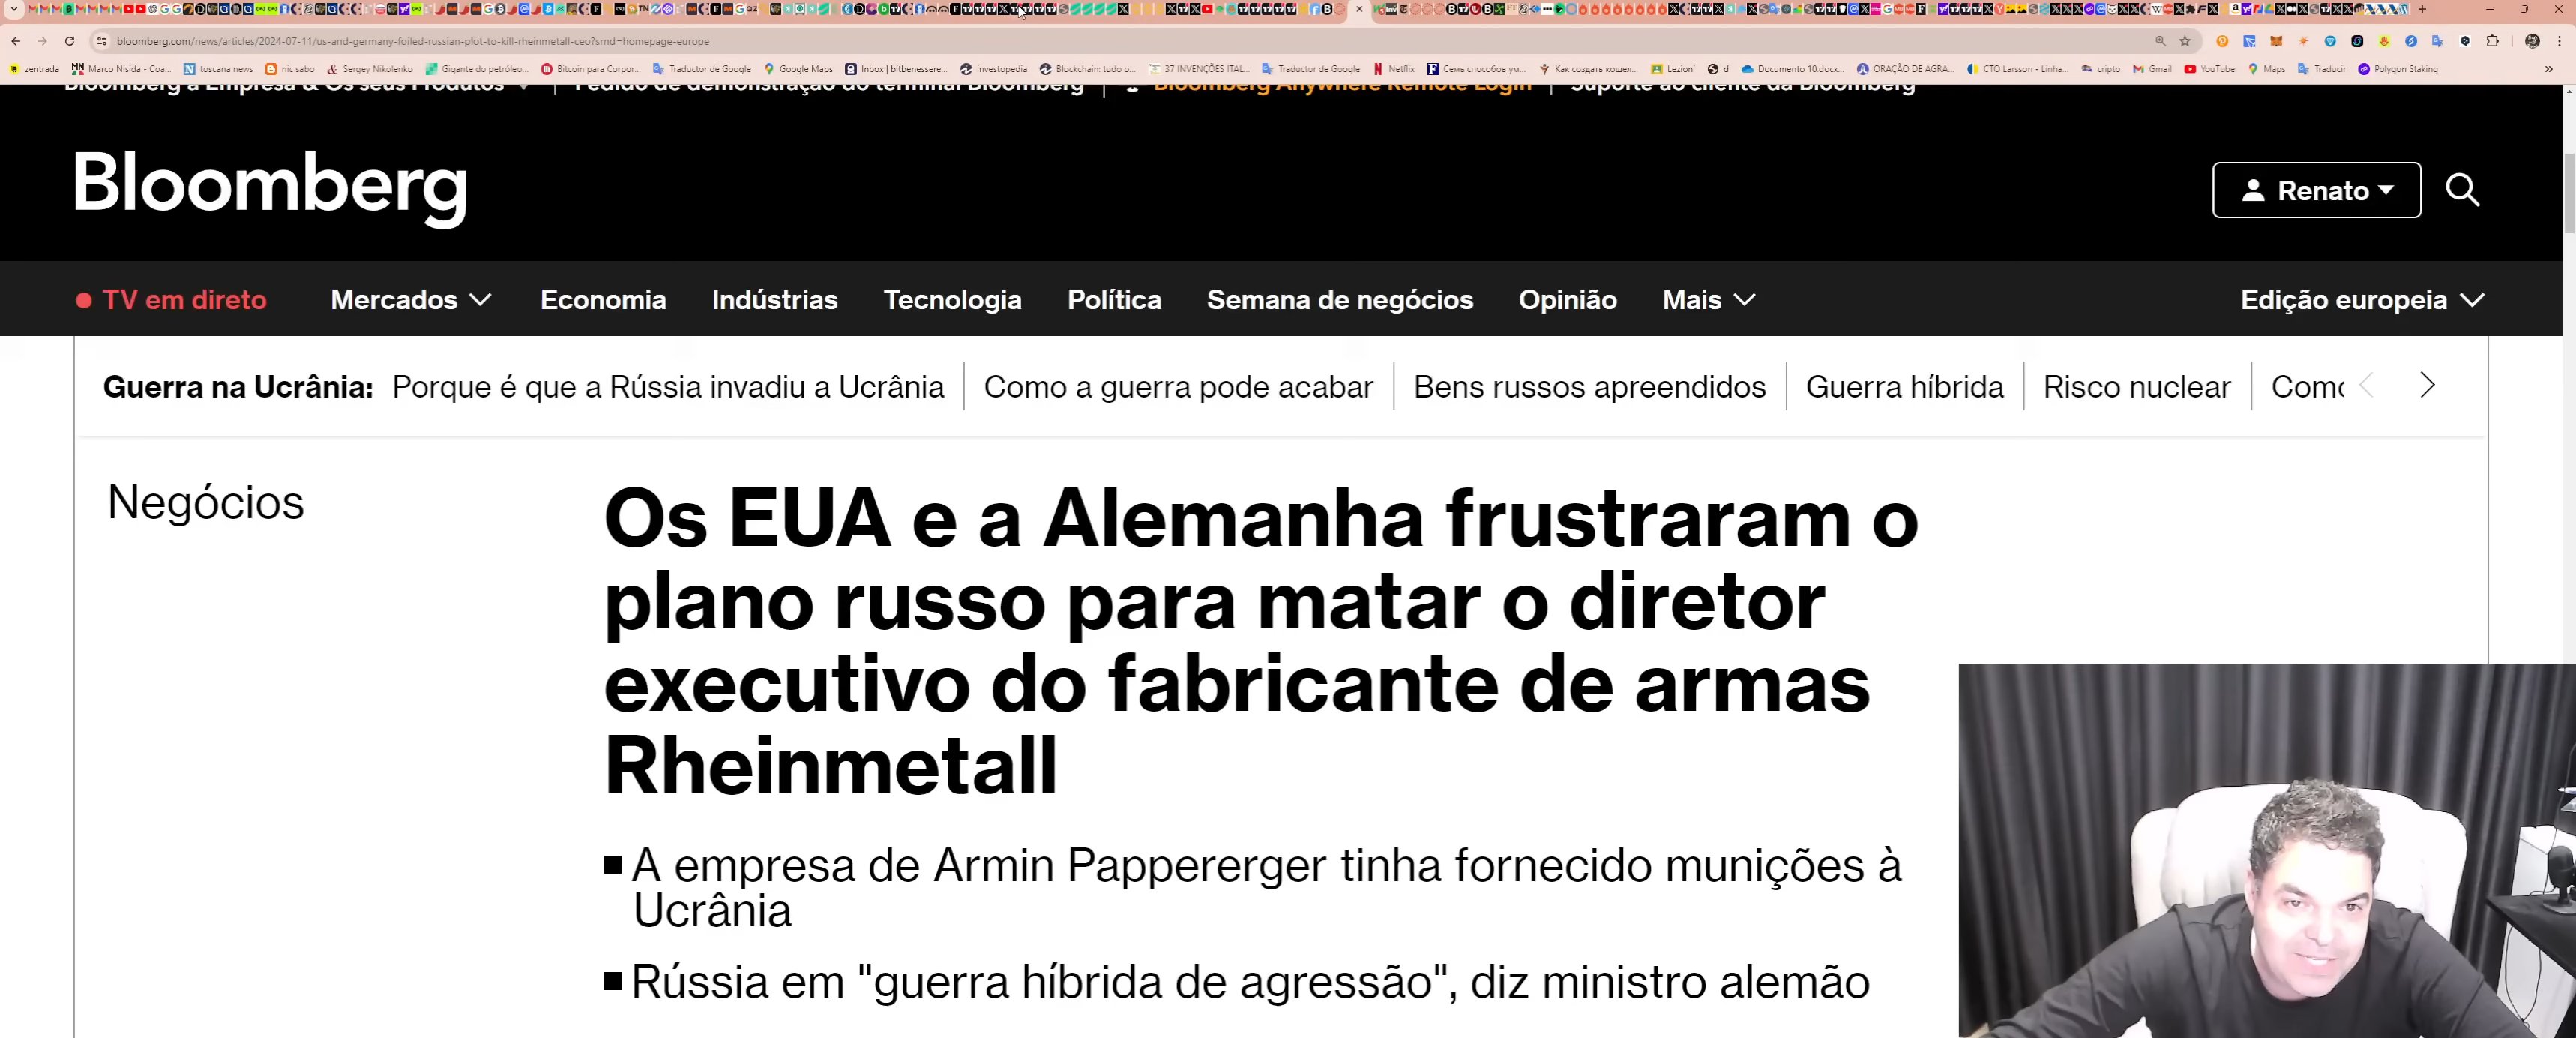 bloomberg.com/news/articles/2024-07-11/us-and-germany-foiled-russian-plot-to-kill-rheinmetall-ceo?srnd=homepage-europe
zentrada Marco Nisida - Coa... toscana news nic sabo Sergey Nikolenko Gigante do petróleo... Bitcoin para Corpor... Traductor de Google Google Maps Inbox | bitbenessere... investopedia Blockchain: tudo o... 37 INVENÇÕES ITAL... Traductor de Google Netflix Семь способов ум... Как создать кошел... Lezioni d Documento 10.docx... ORAÇÃO DE AGRA... CTO Larsson - Linha... cripto Gmail YouTube Maps Traducir Polygon Staking
Bloomberg a Empresa & Os seus Produtos Pedido de demonstração do terminal Bloomberg Bloomberg Anywhere Remote Login Suporte ao cliente da Bloomberg
Bloomberg
Renato
TV em direto Mercados Economia Indústrias Tecnologia Política Semana de negócios Opinião Mais Edição europeia
Guerra na Ucrânia: Porque é que a Rússia invadiu a Ucrânia Como a guerra pode acabar Bens russos apreendidos Guerra híbrida Risco nuclear
Negócios
Os EUA e a Alemanha frustraram o
plano russo para matar o diretor
executivo do fabricante de armas
Rheinmetall
■ A empresa de Armin Pappererger tinha fornecido munições à
Ucrânia
■ Rússia em "guerra híbrida de agressão", diz ministro alemão